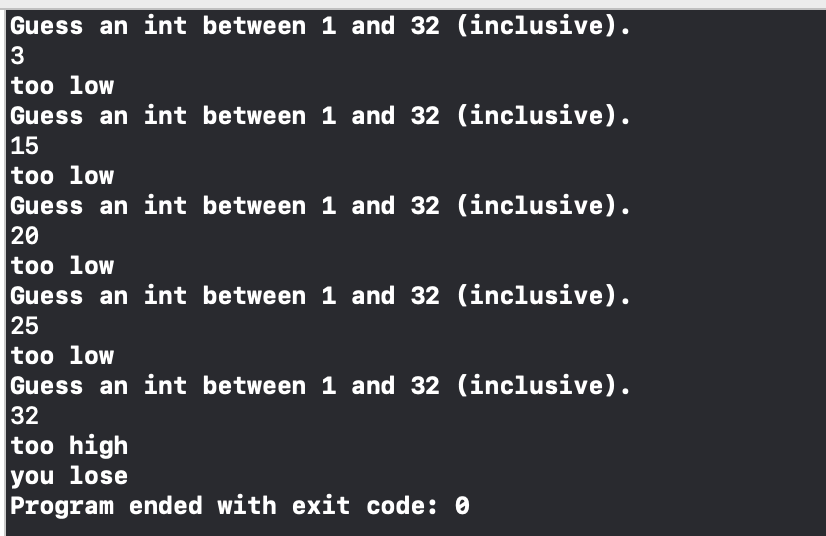 Guess an int between 1 and 32 (inclusive).
3
too low
Guess an int between 1 and 32 (inclusive).
15
too low
Guess an int between 1 and 32 (inclusive).
20
too low
Guess an int between 1 and 32 (inclusive).
25
too low
Guess an int between 1 and 32 (inclusive).
32
too high
you lose
Program ended with exit code: 0